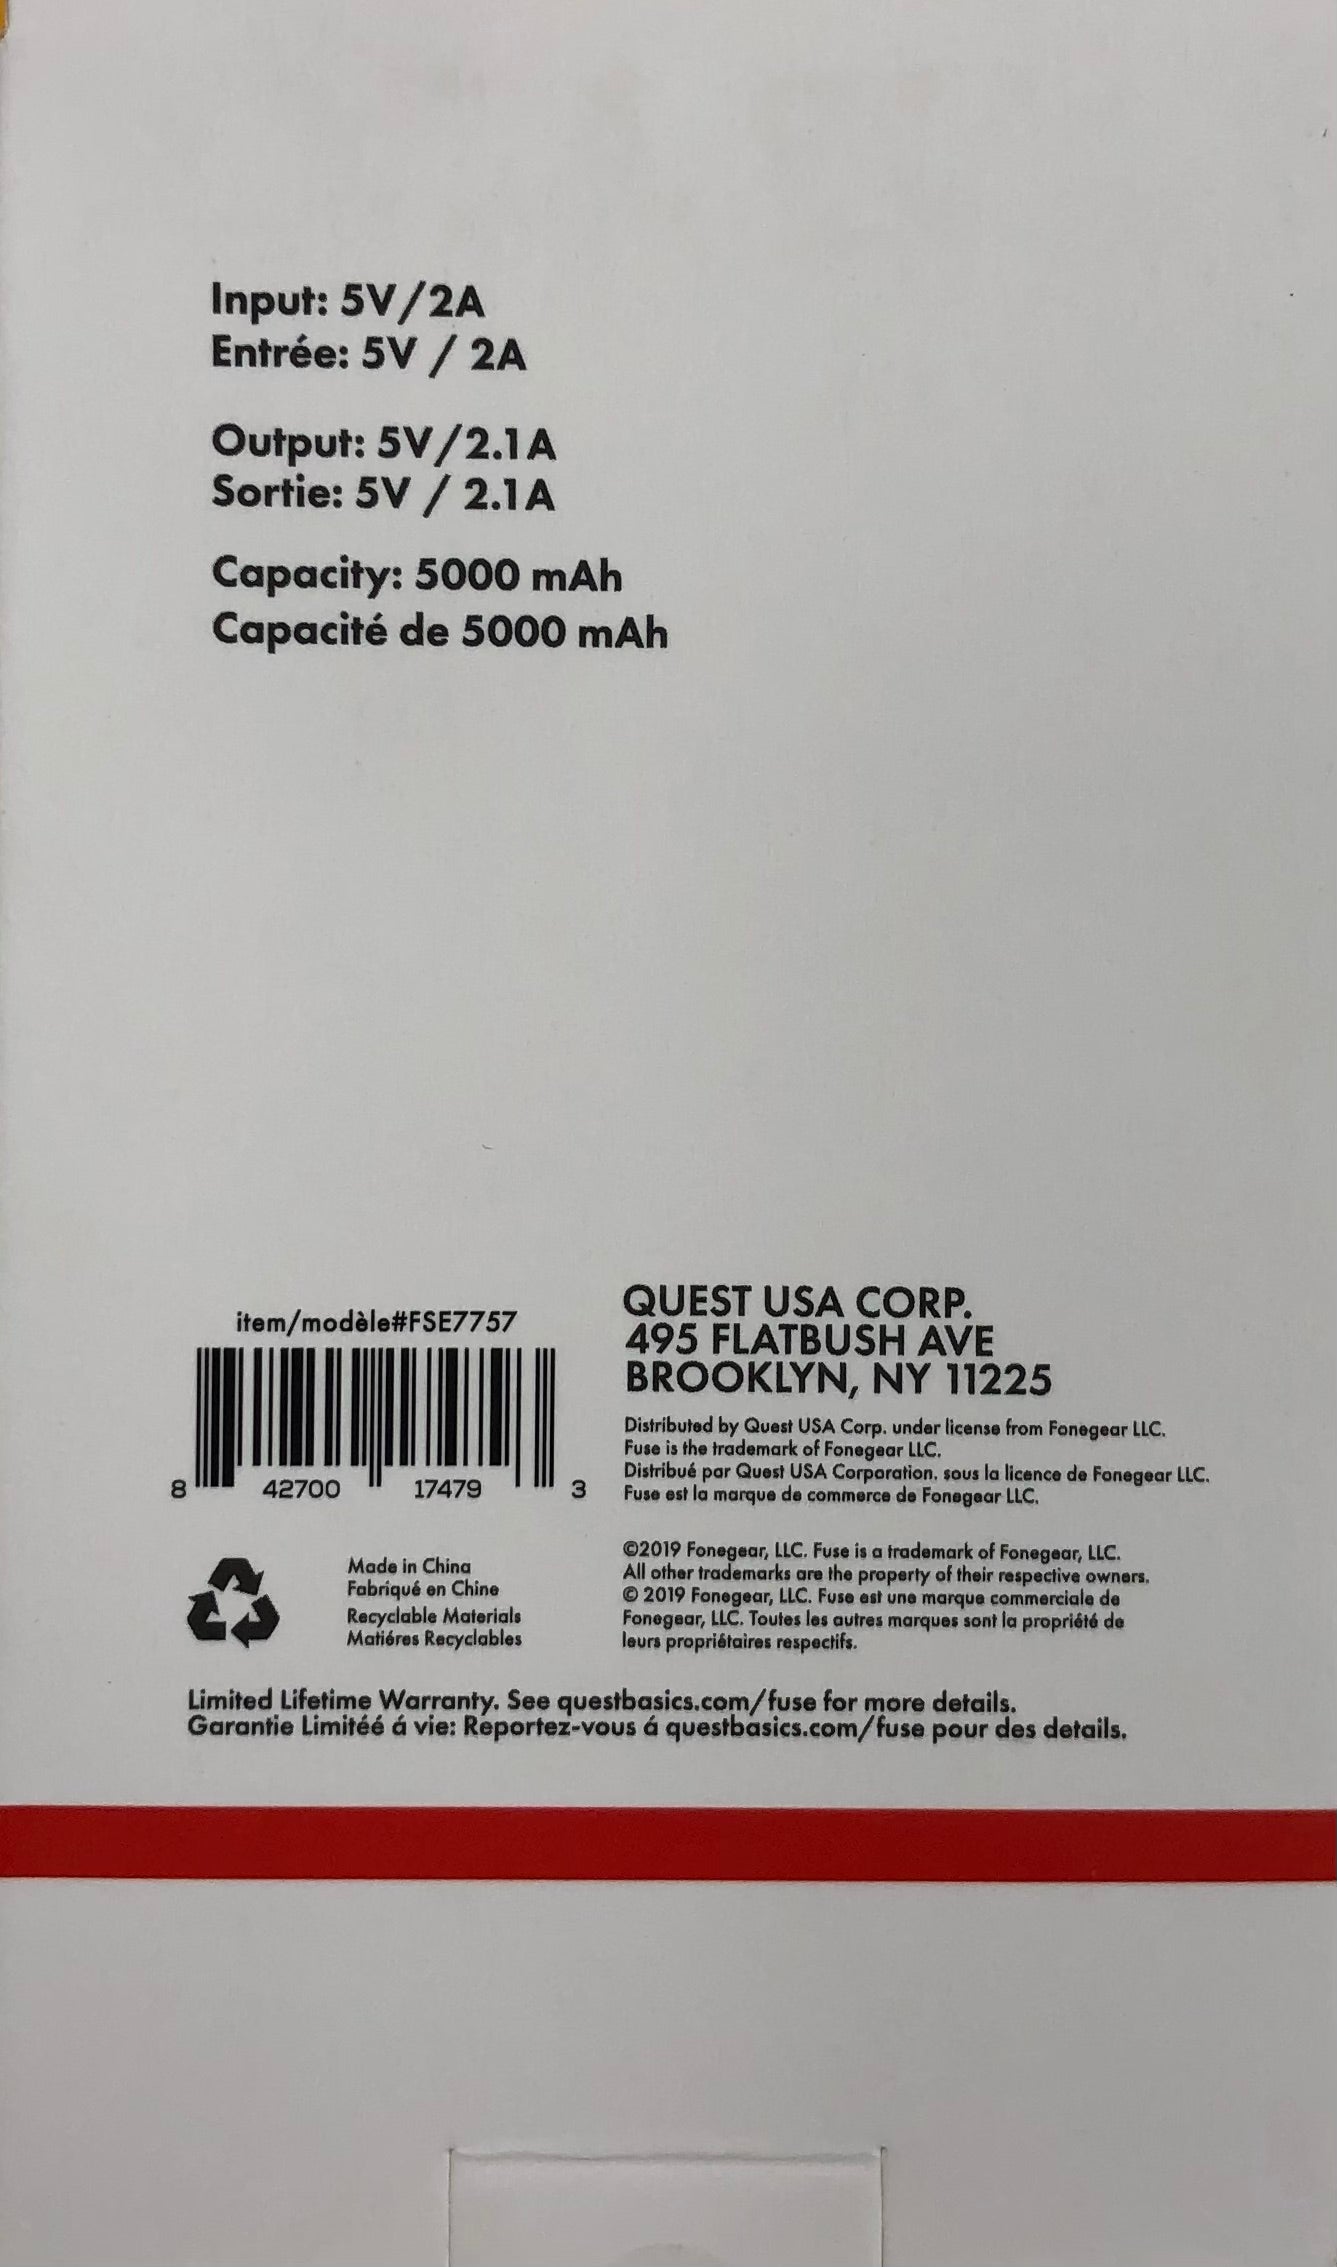 Input: 5V/2A
Entrée: 5V / 2A
Output: 5V/2.1A
Sortie: 5V / 2.1A
Capacity: 5000 mAh
Capacité de 5000 mAh
item/modèle#FSE7757
8 42700 17479 3
QUEST USA CORP.
495 FLATBUSH AVE
BROOKLYN, NY 11225
Distributed by Quest USA Corp. under license from Fonegear LLC.
Fuse is the trademark of Fonegear LLC.
Distribué par Quest USA Corporation, sous la licence de Fonegear LLC.
Fuse est la marque de commerce de Fonegear LLC.
Made in China
Fabriqué en Chine
Recyclable Materials
Matiéres Recyclables
©2019 Fonegear, LLC. Fuse is a trademark of Fonegear, LLC.
All other trademarks are the property of their respective owners.
© 2019 Fonegear, LLC. Fuse est une marque commerciale de
Fonegear, LLC. Toutes les autres marques sont la propriété de
leurs propriétaires respectifs.
Limited Lifetime Warranty. See questbasics.com/fuse for more details.
Garantie Limitéé á vie: Reportez-vous á questbasics.com/fuse pour des details.